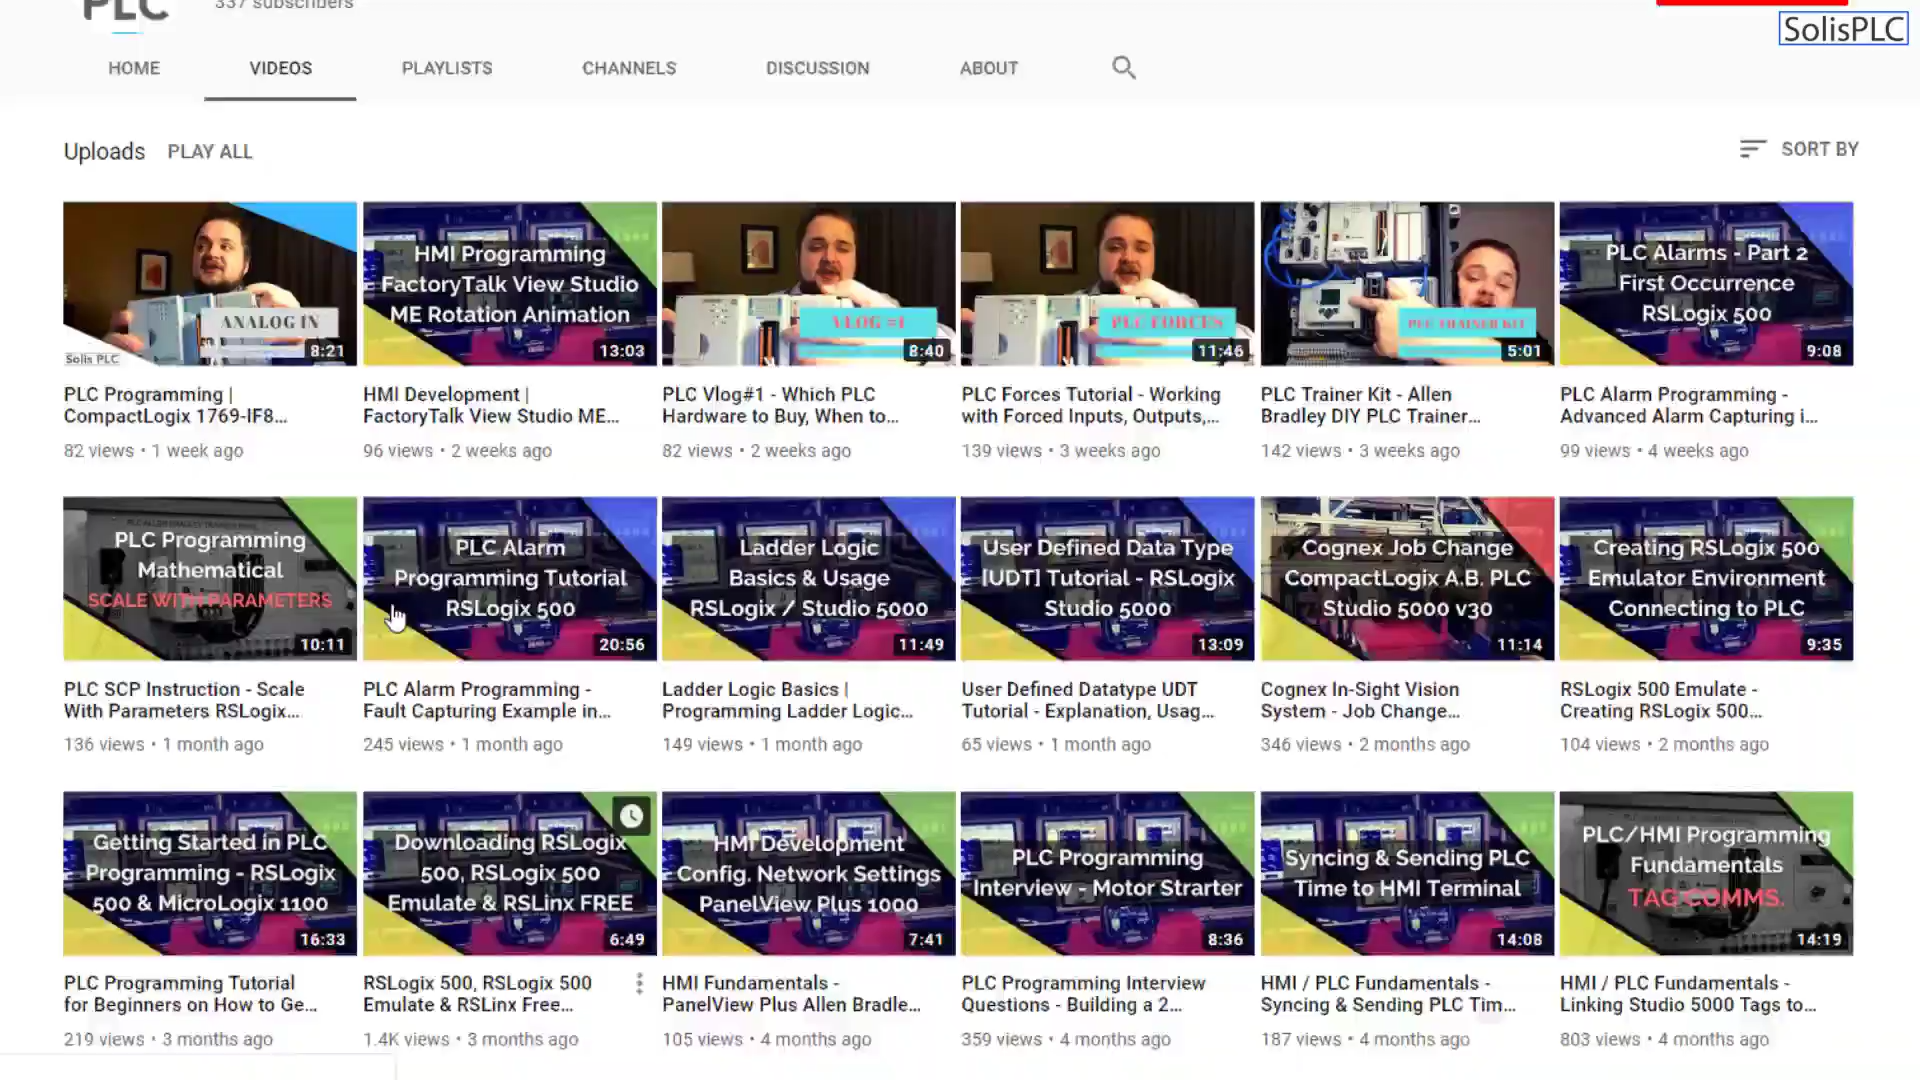 PLC
337 subscribers
SolisPLC
HOME
VIDEOS
PLAYLISTS
CHANNELS
DISCUSSION
ABOUT
Uploads PLAY ALL
SORT BY
ANALOG IN
Solis PLC
8:21
HMI Programming
FactoryTalk View Studio
ME Rotation Animation
13:03
VLOG #1
8:40
PLC FORCES
11:46
PLC TRAINER KIT
5:01
PLC Alarms - Part 2
First Occurrence
RSLogix 500
9:08
PLC Programming |
CompactLogix 1769-IF8...
82 views • 1 week ago
HMI Development |
FactoryTalk View Studio ME...
96 views • 2 weeks ago
PLC Vlog#1 - Which PLC
Hardware to Buy, When to...
82 views • 2 weeks ago
PLC Forces Tutorial - Working
with Forced Inputs, Outputs,...
139 views • 3 weeks ago
PLC Trainer Kit - Allen
Bradley DIY PLC Trainer...
142 views • 3 weeks ago
PLC Alarm Programming -
Advanced Alarm Capturing i...
99 views • 4 weeks ago
PLC Programming
Mathematical
SCALE WITH PARAMETERS
10:11
PLC Alarm
Programming Tutorial
RSLogix 500
20:56
Ladder Logic
Basics & Usage
RSLogix / Studio 5000
11:49
User Defined Data Type
[UDT] Tutorial - RSLogix
Studio 5000
13:09
Cognex Job Change
CompactLogix A.B. PLC
Studio 5000 v30
11:14
Creating RSLogix 500
Emulator Environment
Connecting to PLC
9:35
PLC SCP Instruction - Scale
With Parameters RSLogix...
136 views • 1 month ago
PLC Alarm Programming -
Fault Capturing Example in...
245 views • 1 month ago
Ladder Logic Basics |
Programming Ladder Logic...
149 views • 1 month ago
User Defined Datatype UDT
Tutorial - Explanation, Usag...
65 views • 1 month ago
Cognex In-Sight Vision
System - Job Change...
346 views • 2 months ago
RSLogix 500 Emulate -
Creating RSLogix 500...
104 views • 2 months ago
Getting Started in PLC
Programming - RSLogix
500 & MicroLogix 1100
16:33
Downloading RSLogix
500, RSLogix 500
Emulate & RSLinx FREE
6:49
HMI Development
Config. Network Settings
PanelView Plus 1000
7:41
PLC Programming
Interview - Motor Strarter
8:36
Syncing & Sending PLC
Time to HMI Terminal
14:08
PLC/HMI Programming
Fundamentals
TAG COMMS.
14:19
PLC Programming Tutorial
for Beginners on How to Ge...
219 views • 3 months ago
RSLogix 500, RSLogix 500
Emulate & RSLinx Free...
1.4K views • 3 months ago
HMI Fundamentals -
PanelView Plus Allen Bradle...
105 views • 4 months ago
PLC Programming Interview
Questions - Building a 2...
359 views • 4 months ago
HMI / PLC Fundamentals -
Syncing & Sending PLC Tim...
187 views • 4 months ago
HMI / PLC Fundamentals -
Linking Studio 5000 Tags to...
803 views • 4 months ago